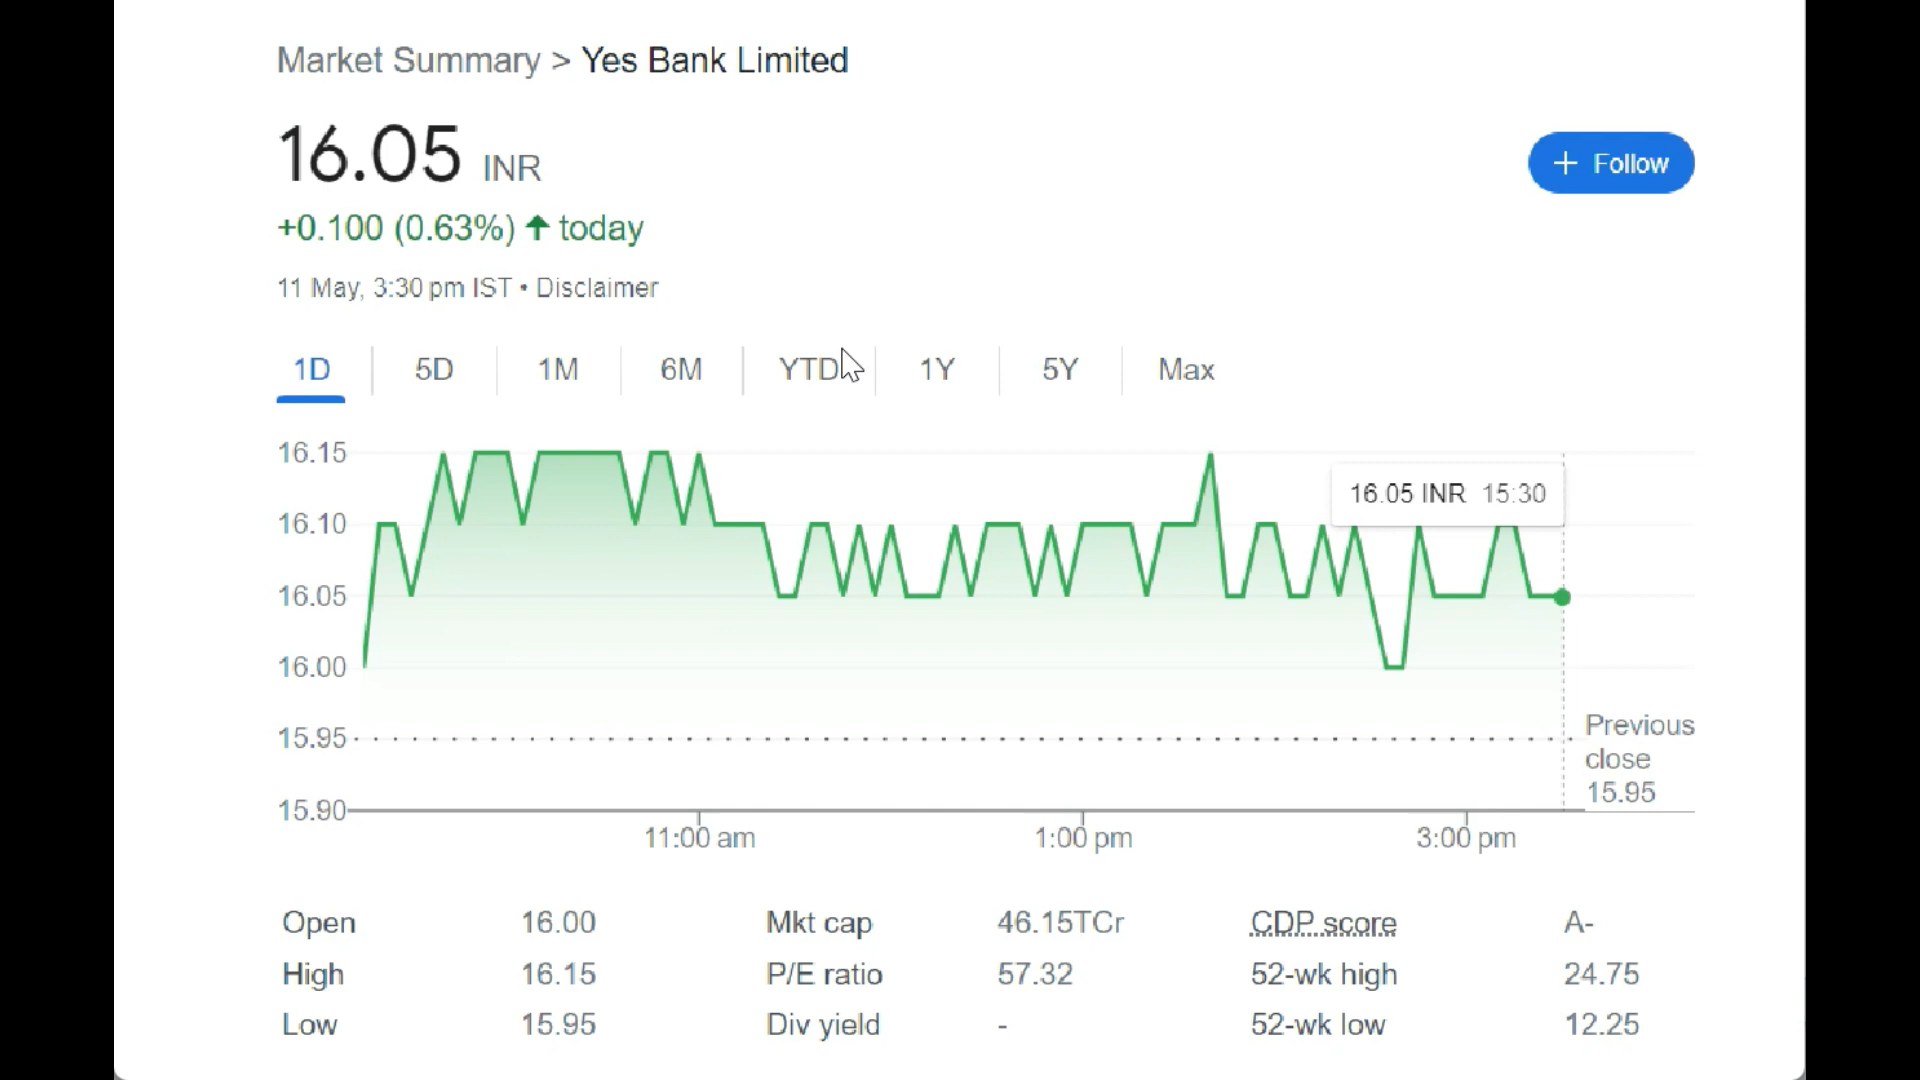 Market Summary > Yes Bank Limited
16.05 INR
+ Follow
+0.100 (0.63%) ↑ today
11 May, 3:30 pm IST • Disclaimer
1D 5D 1M 6M YTD 1Y 5Y Max
16.15
16.05 INR 15:30
16.10
16.05
16.00
15.95
Previous
close
15.95
15.90
11:00 am 1:00 pm 3:00 pm
Open 16.00 Mkt cap 46.15TCr CDP score A-
High 16.15 P/E ratio 57.32 52-wk high 24.75
Low 15.95 Div yield - 52-wk low 12.25